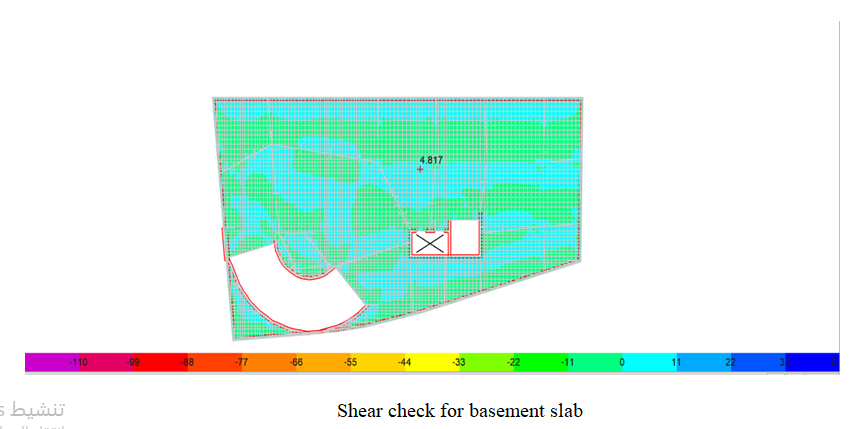 4.817
-110 -99 -88 -77 -66 -55 -44 -33 -22 -11 0 11 22
Shear check for basement slab
تنشيط